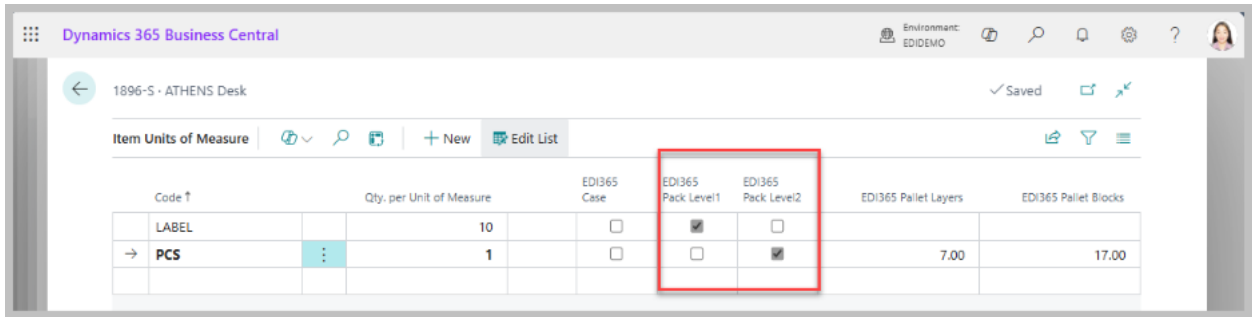 Dynamics 365 Business Central
Environment:
EDIDEMO
?
1896-S · ATHENS Desk
✓ Saved
Item Units of Measure
+ New
Edit List
Code ↑
Qty. per Unit of Measure
EDI365
Case
EDI365
Pack Level1
EDI365
Pack Level2
EDI365 Pallet Layers
EDI365 Pallet Blocks
LABEL 10
→ PCS 1 7.00 17.00